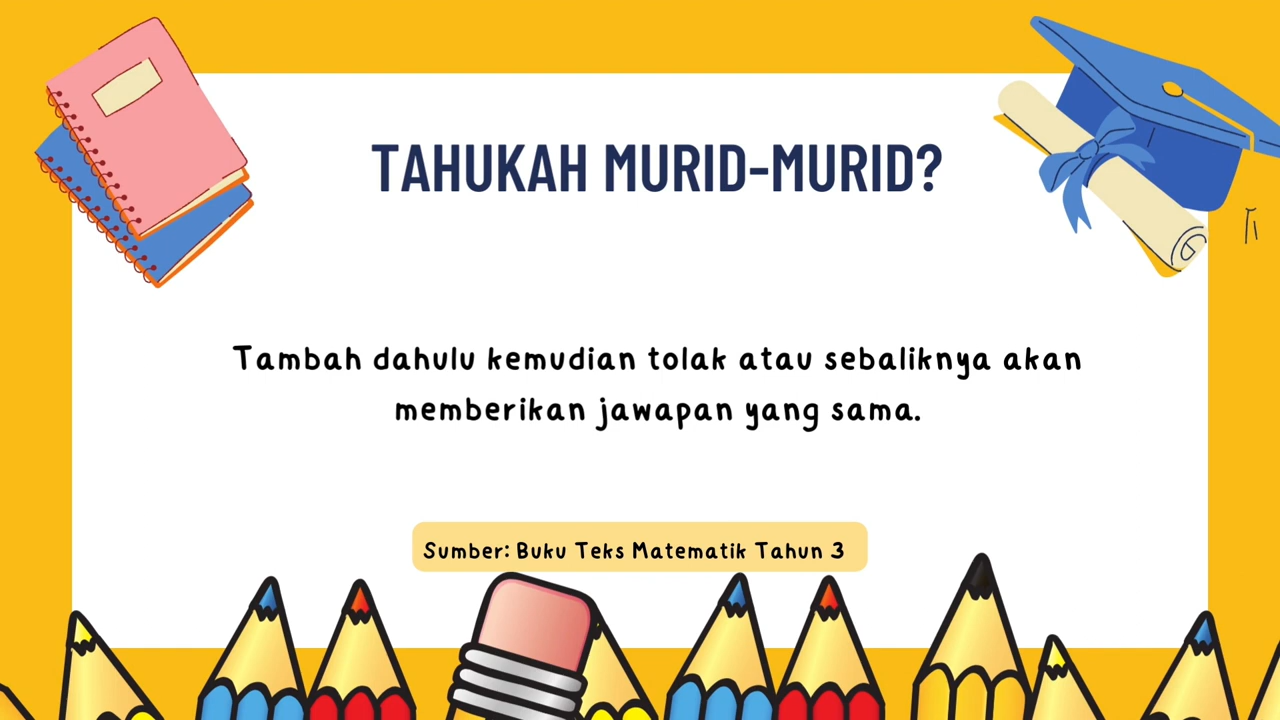 TAHUKAH MURID-MURID?
Tambah dahulu kemudian tolak atau sebaliknya akan
memberikan jawapan yang sama.
Sumber: Buku Teks Matematik Tahun 3